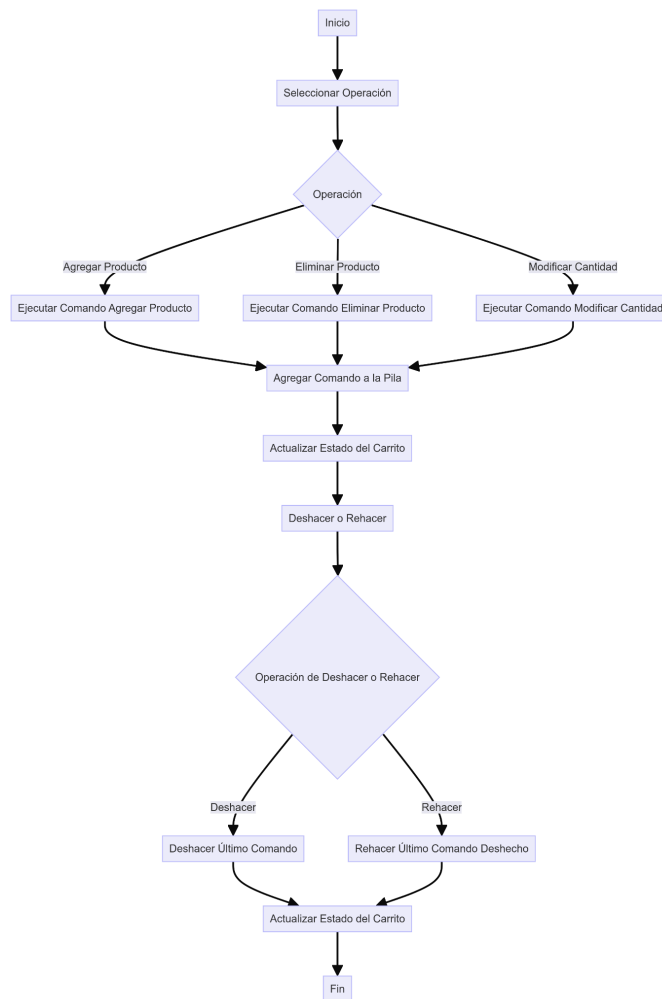 Inicio
Seleccionar Operación
Operación
Agregar Producto
Eliminar Producto
Modificar Cantidad
Ejecutar Comando Agregar Producto
Ejecutar Comando Eliminar Producto
Ejecutar Comando Modificar Cantidad
Agregar Comando a la Pila
Actualizar Estado del Carrito
Deshacer o Rehacer
Operación de Deshacer o Rehacer
Deshacer
Rehacer
Deshacer Último Comando
Rehacer Último Comando Deshecho
Actualizar Estado del Carrito
Fin